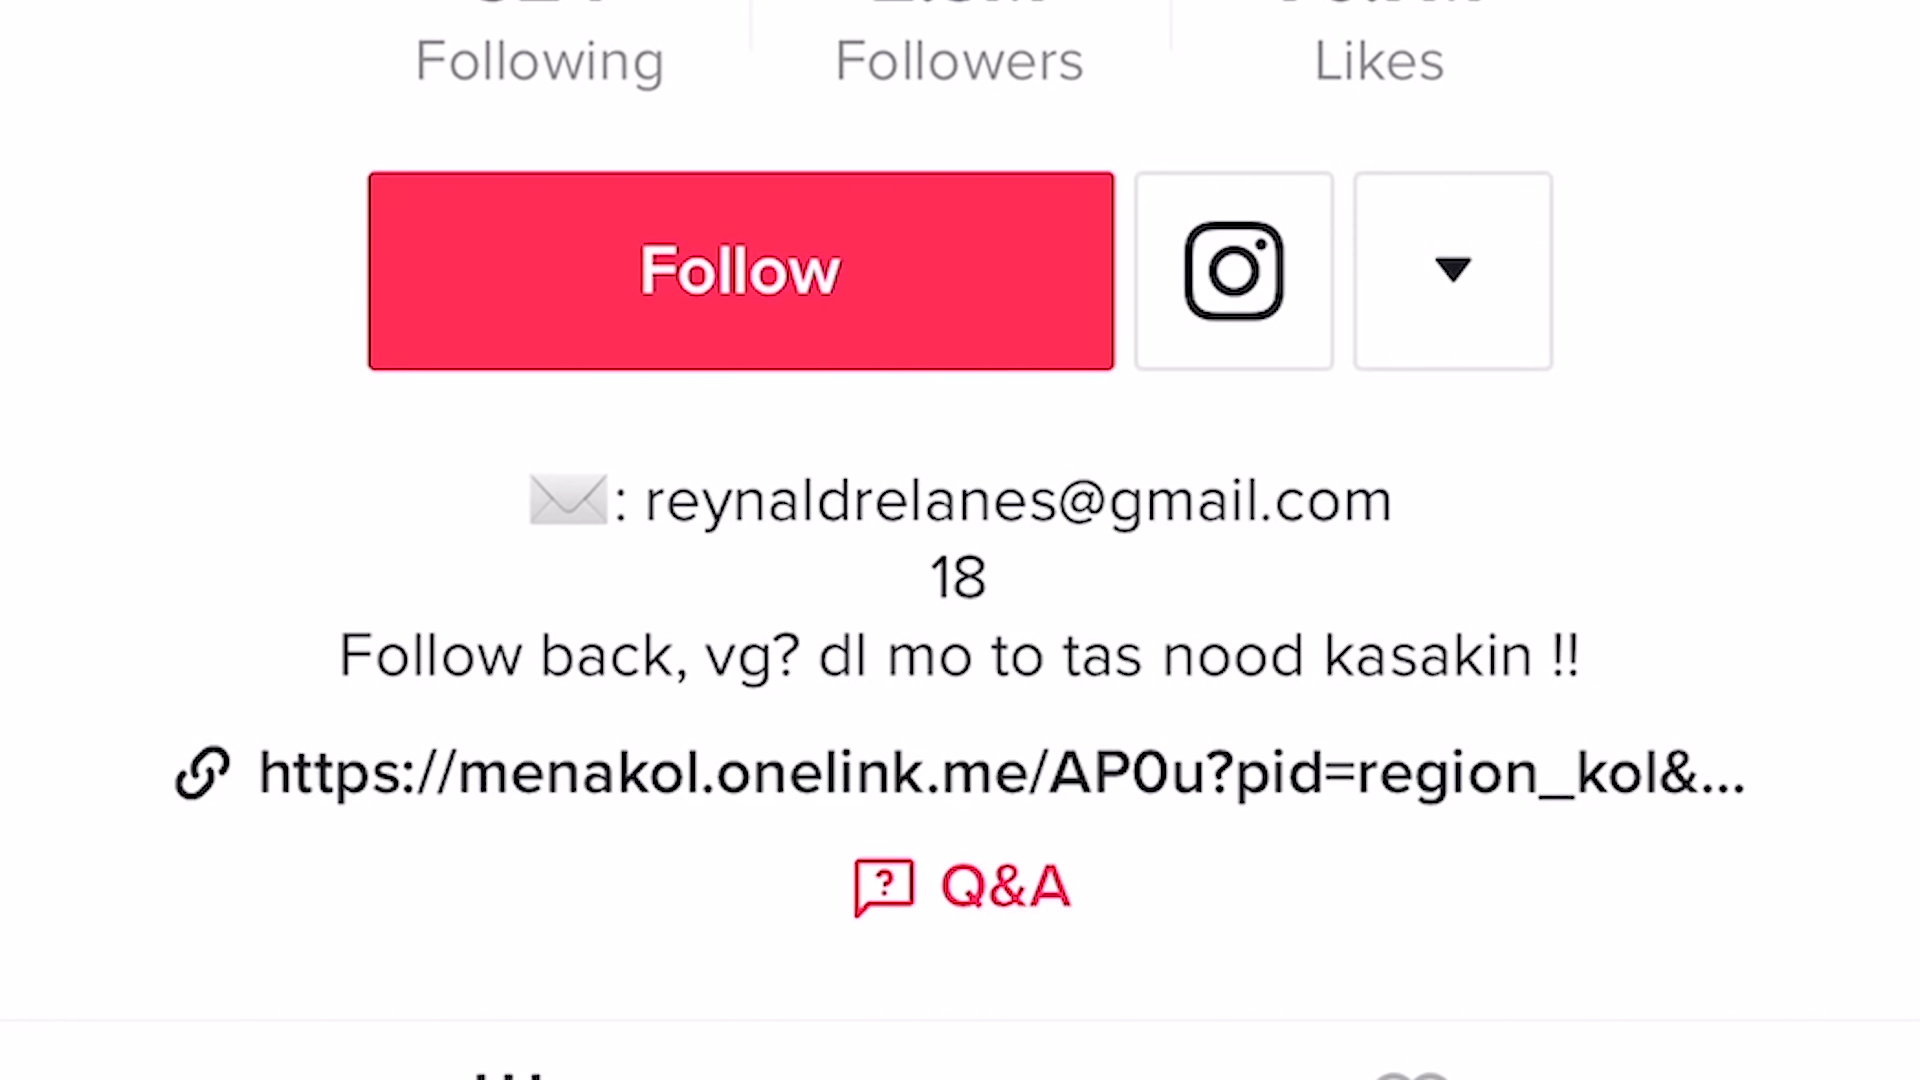 Following Followers Likes
Follow
: reynaldrelanes@gmail.com
18
Follow back, vg? dl mo to tas nood kasakin !!
https://menakol.onelink.me/AP0u?pid=region_kol&...
Q&A